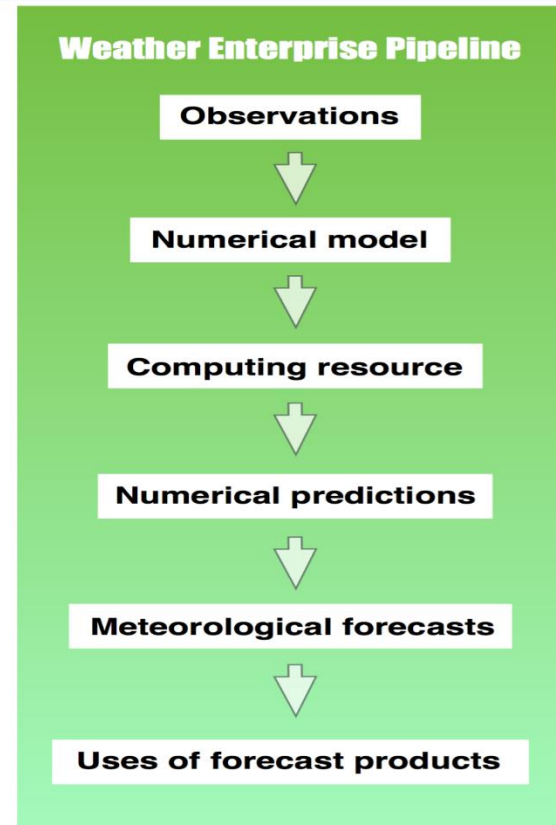 Weather Enterprise Pipeline
Observations
Numerical model
Computing resource
Numerical predictions
Meteorological forecasts
Uses of forecast products